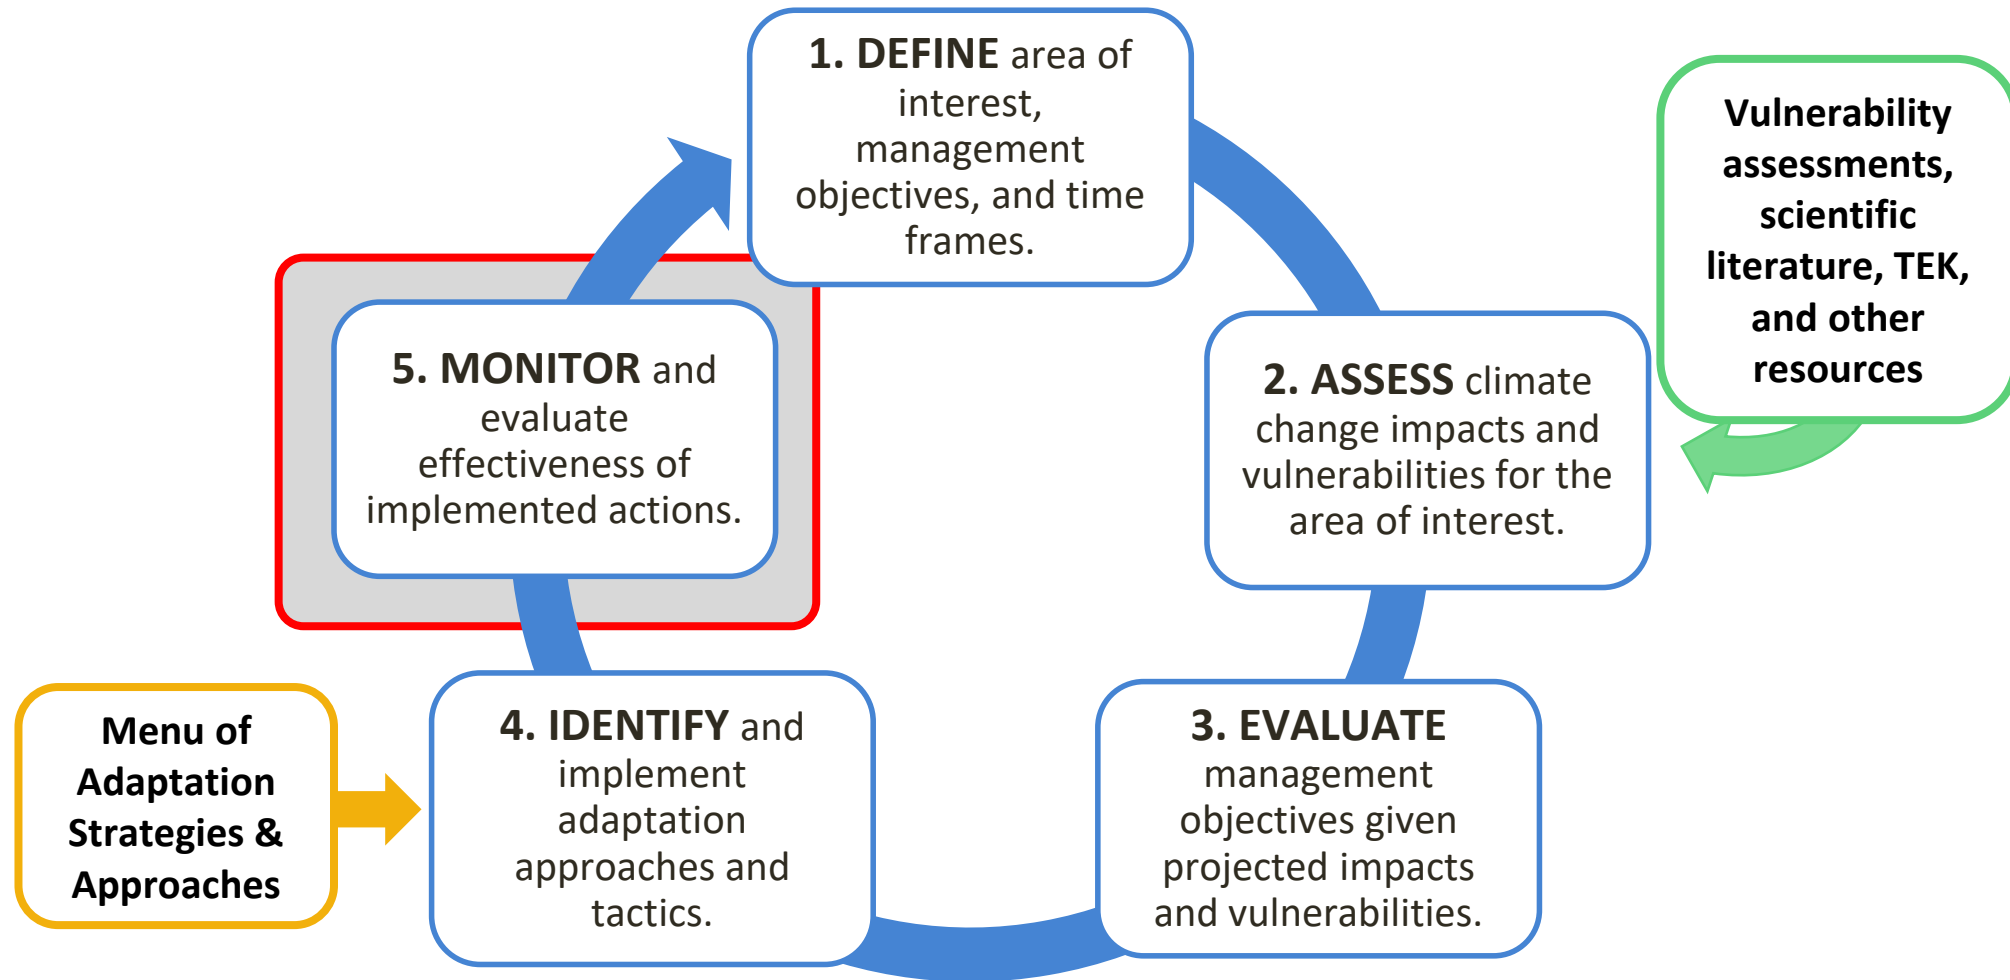 1. DEFINE area of
interest,
management
objectives, and time
frames.
Vulnerability
assessments,
scientific
literature, TEK,
and other
resources
2. ASSESS climate
change impacts and
vulnerabilities for the
area of interest.
3. EVALUATE
management
objectives given
projected impacts
and vulnerabilities.
4. IDENTIFY and
implement
adaptation
approaches and
tactics.
Menu of
Adaptation
Strategies &
Approaches
5. MONITOR and
evaluate
effectiveness of
implemented actions.